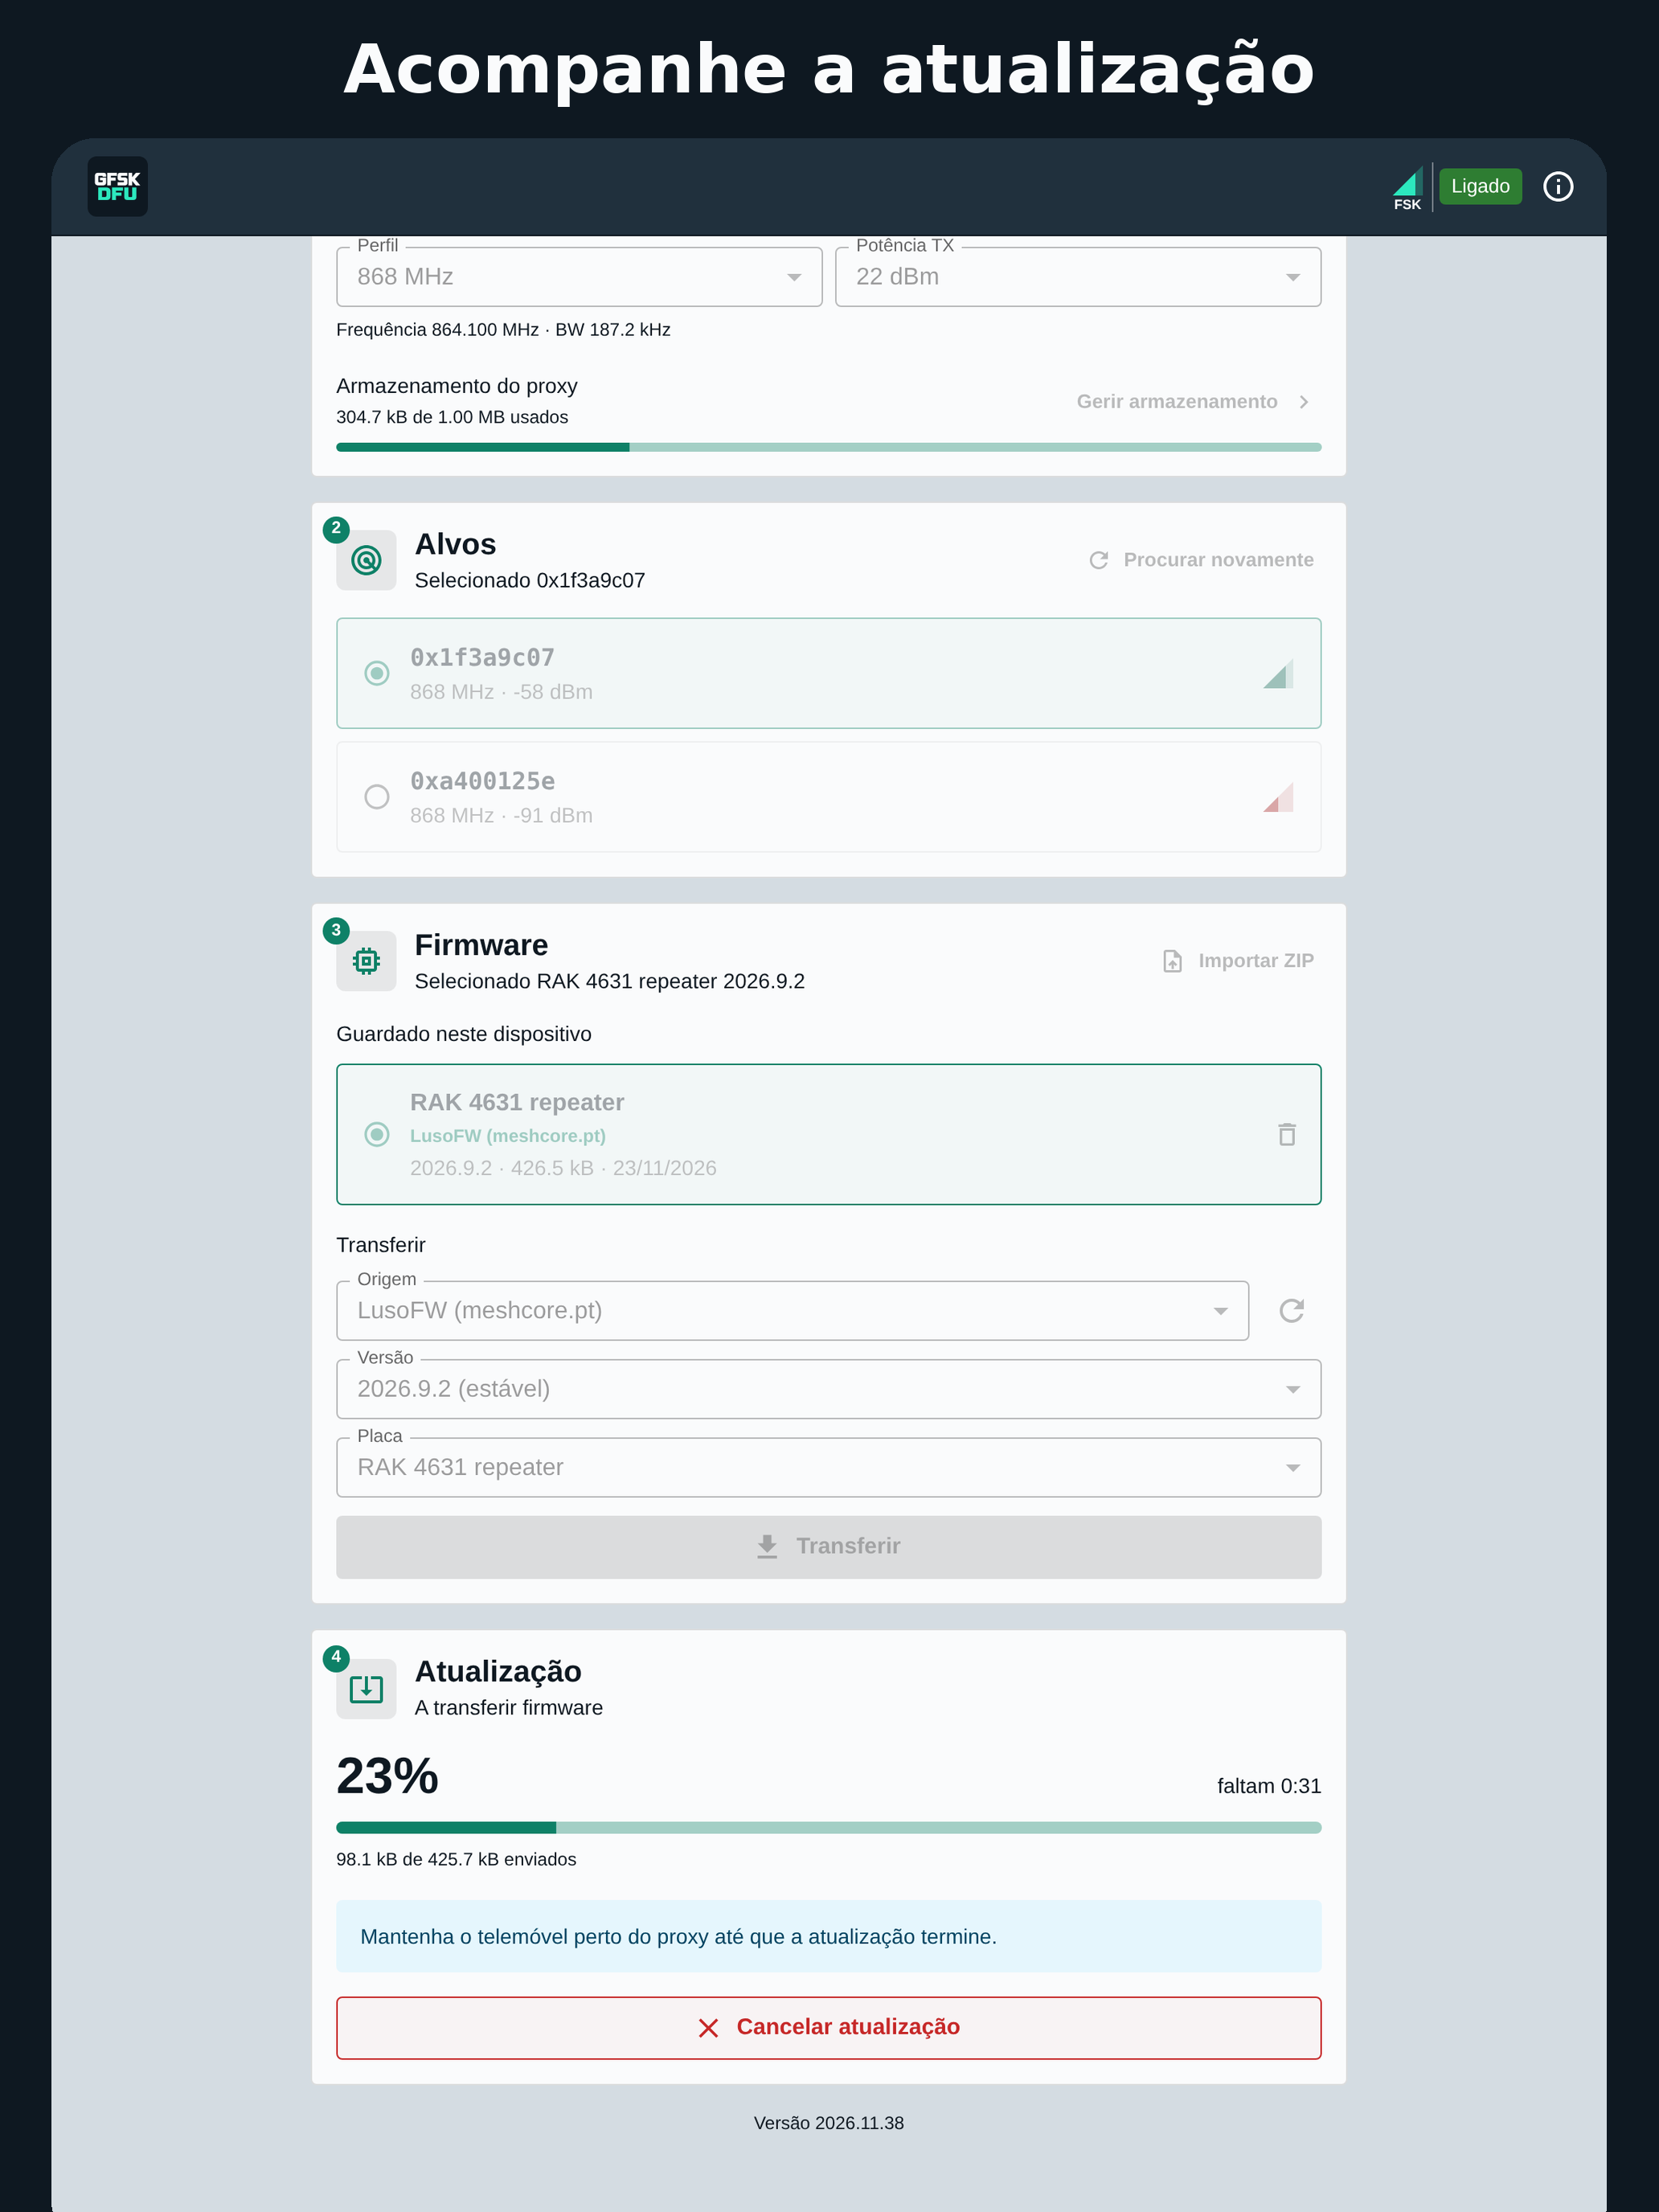 Acompanhe a atualização
GFSK
DFU
FSK
Ligado
Perfil
868 MHz
Potência TX
22 dBm
Frequência 864.100 MHz · BW 187.2 kHz
Armazenamento do proxy
304.7 kB de 1.00 MB usados
Gerir armazenamento
2
Alvos
Selecionado 0x1f3a9c07
Procurar novamente
0x1f3a9c07
868 MHz · -58 dBm
0xa400125e
868 MHz · -91 dBm
3
Firmware
Selecionado RAK 4631 repeater 2026.9.2
Importar ZIP
Guardado neste dispositivo
RAK 4631 repeater
LusoFW (meshcore.pt)
2026.9.2 · 426.5 kB · 23/11/2026
Transferir
Origem
LusoFW (meshcore.pt)
Versão
2026.9.2 (estável)
Placa
RAK 4631 repeater
Transferir
4
Atualização
A transferir firmware
23%
faltam 0:31
98.1 kB de 425.7 kB enviados
Mantenha o telemóvel perto do proxy até que a atualização termine.
Cancelar atualização
Versão 2026.11.38